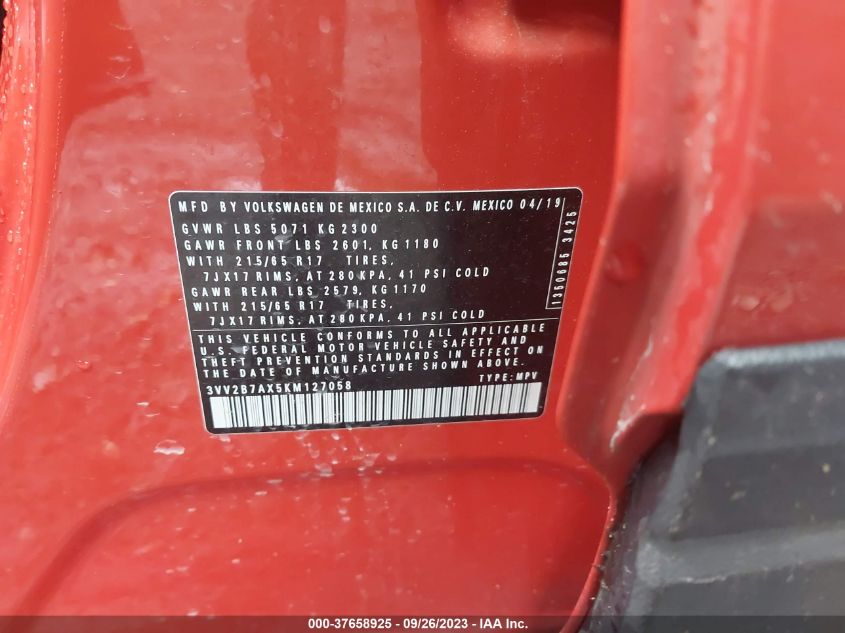 MFD BY VOLKSWAGEN DE MEXICO S.A. DE C.V. MEXICO 04/19
GVWR LBS 5071 KG 2300
GAWR FRONT LBS 2601, KG 1180
WITH 215/65 R17 TIRES,
7JX17 RIMS, AT 280 KPA, 41 PSI COLD
GAWR REAR LBS 2579, KG 1170
WITH 215/65 R17 TIRES,
7JX17 RIMS, AT 280 KPA, 41 PSI COLD
1350685 3425
THIS VEHICLE CONFORMS TO ALL APPLICABLE
U.S. FEDERAL MOTOR VEHICLE SAFETY AND
THEFT PREVENTION STANDARDS IN EFFECT ON
THE DATE OF MANUFACTURE SHOWN ABOVE.
3VV2B7AX5KM127058 TYPE: MPV
000-37658925 - 09/26/2023 - IAA Inc.